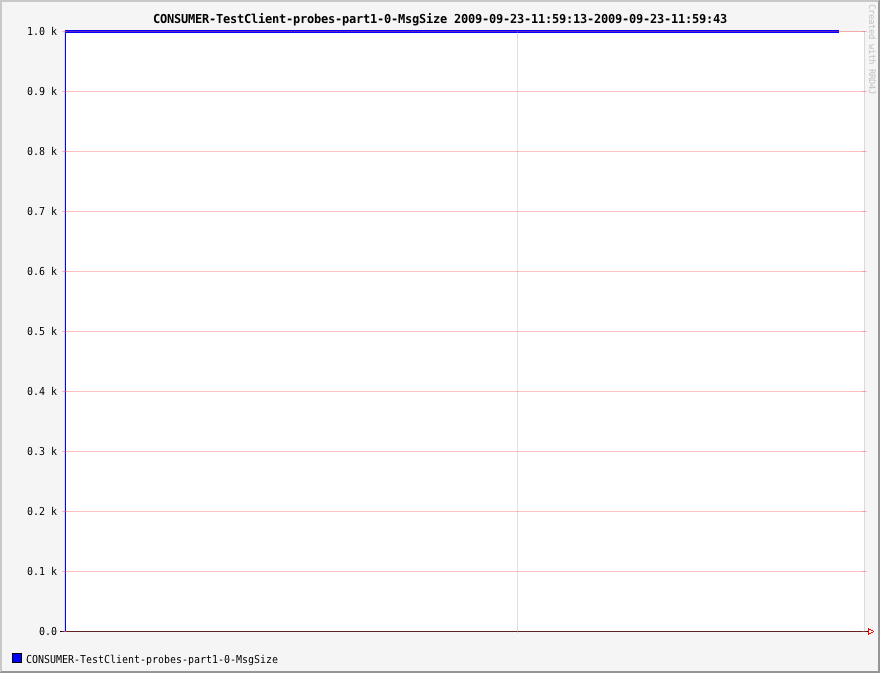 CONSUMER-TestClient-probes-part1-0-MsgSize 2009-09-23-11:59:13-2009-09-23-11:59:43
Created with RRD4J
1.0 k
0.9 k
0.8 k
0.7 k
0.6 k
0.5 k
0.4 k
0.3 k
0.2 k
0.1 k
0.0
CONSUMER-TestClient-probes-part1-0-MsgSize